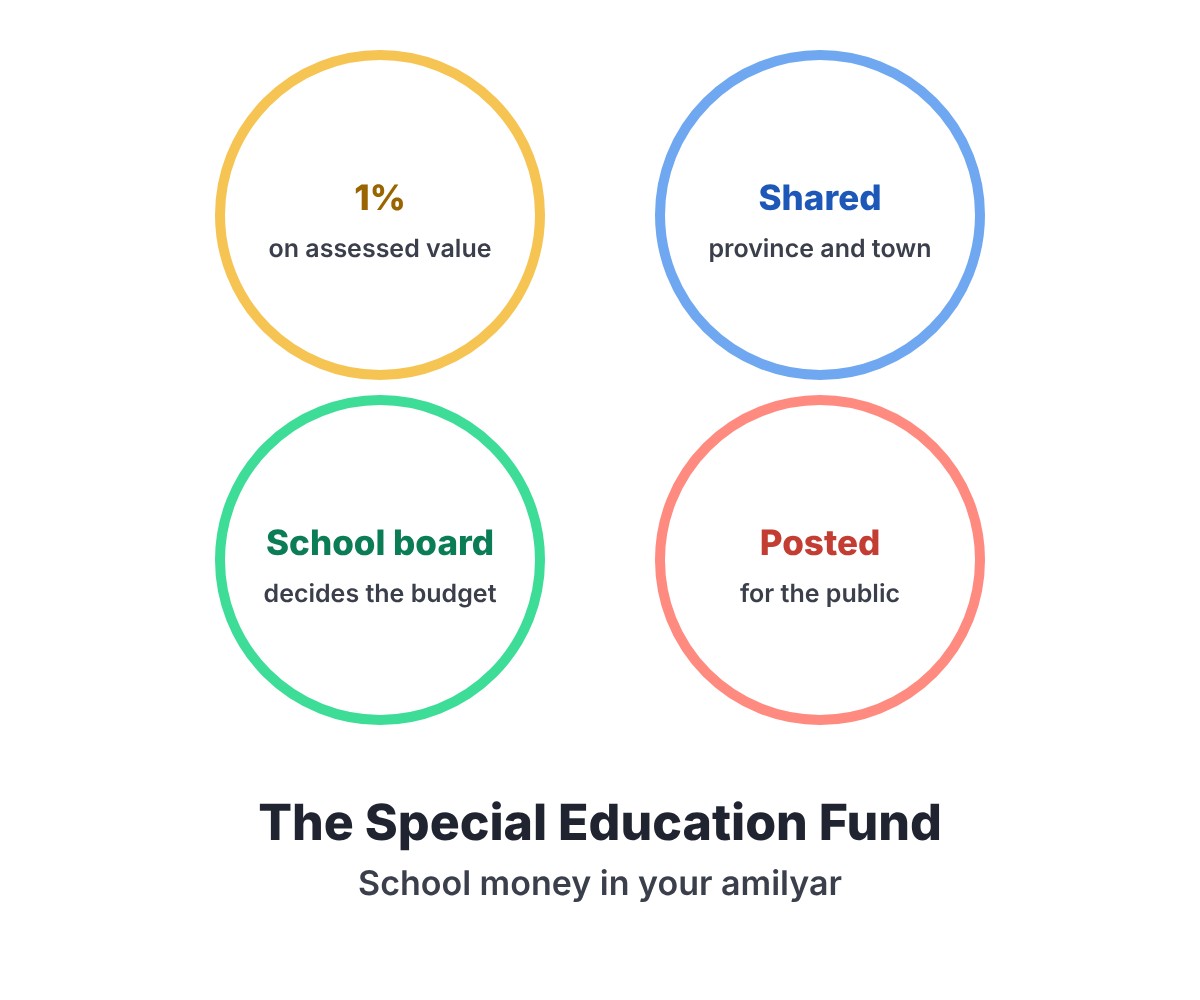 1%
on assessed value
Shared
province and town
School board
decides the budget
Posted
for the public
The Special Education Fund
School money in your amilyar